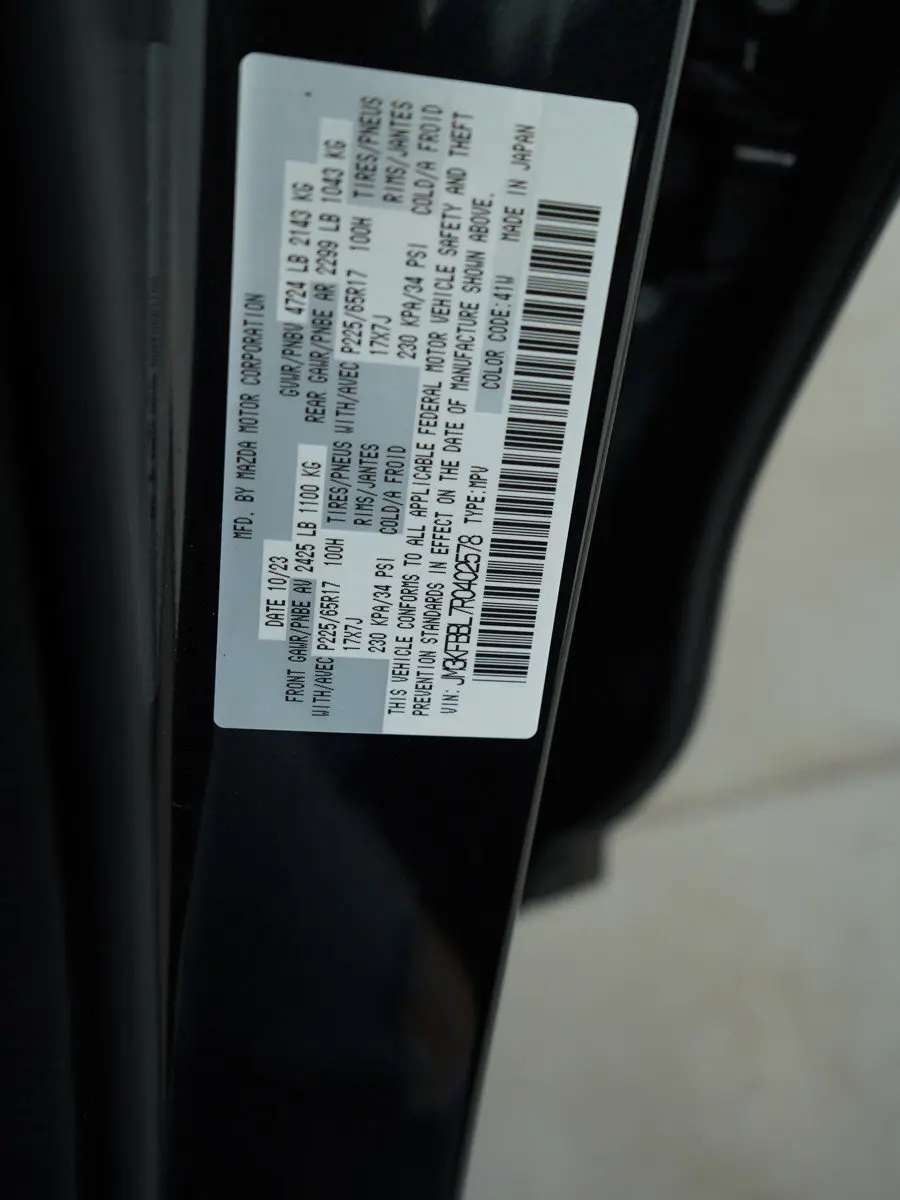 MFD. BY MAZDA MOTOR CORPORATION
DATE 10/23 GVWR/PNBV 4724 LB 2143 KG
FRONT GAWR/PNBE AV 2425 LB 1100 KG REAR GAWR/PNBE AR 2299 LB 1043 KG
WITH/AVEC P225/65R17 100H TIRES/PNEUS WITH/AVEC P225/65R17 100H TIRES/PNEUS
17X7J RIMS/JANTES 17X7J RIMS/JANTES
230 KPA/34 PSI COLD/A FROID 230 KPA/34 PSI COLD/A FROID
THIS VEHICLE CONFORMS TO ALL APPLICABLE FEDERAL MOTOR VEHICLE SAFETY AND THEFT
PREVENTION STANDARDS IN EFFECT ON THE DATE OF MANUFACTURE SHOWN ABOVE.
VIN: JM3KFBBL7R0402578 TYPE:MPV COLOR CODE:41W MADE IN JAPAN